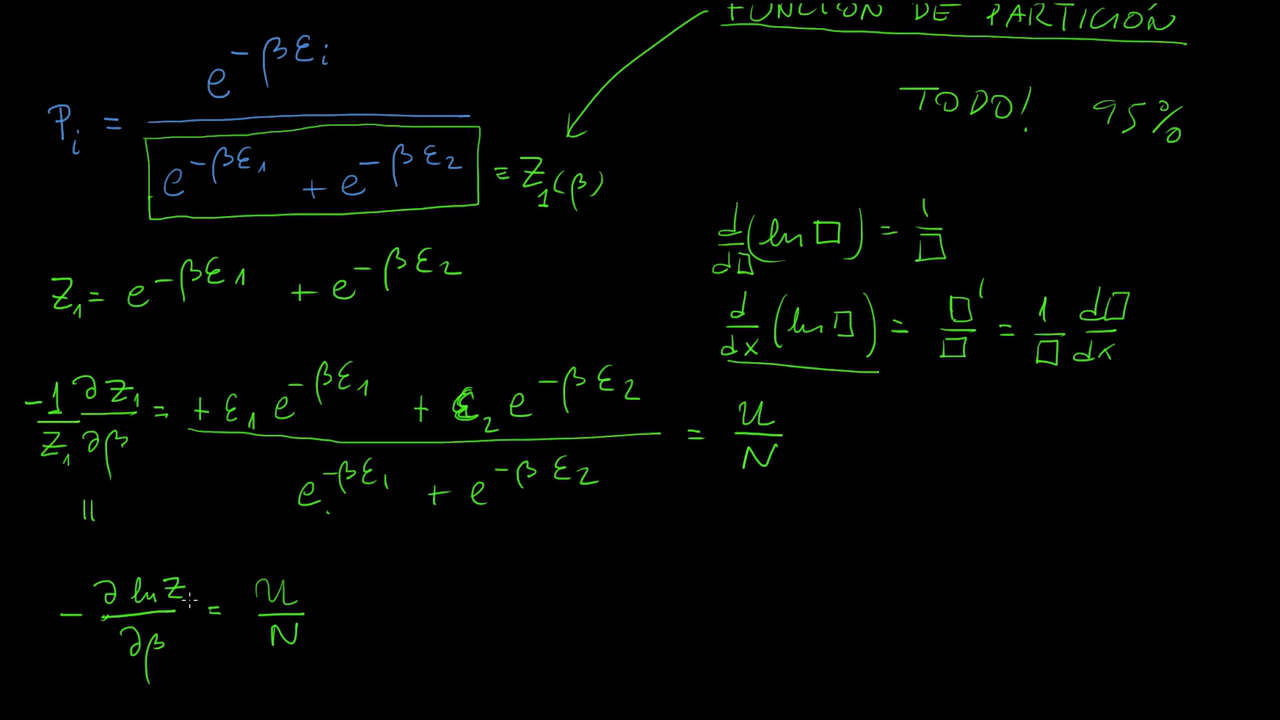 FUNCIÓN DE PARTICIÓN
TODO! 95%
P_i = e^{-βε_i} / (e^{-βε_1} + e^{-βε_2}) = Z_1(β)
d/d□ (ln □) = 1/□
Z_1 = e^{-βε_1} + e^{-βε_2}
d/dx (ln □) = □'/□ = 1/□ d□/dx
-1/Z_1 ∂Z_1/∂β = (+ε_1 e^{-βε_1} + ε_2 e^{-βε_2}) / (e^{-βε_1} + e^{-βε_2}) = U/N
||
- ∂ ln Z/∂β = U/N